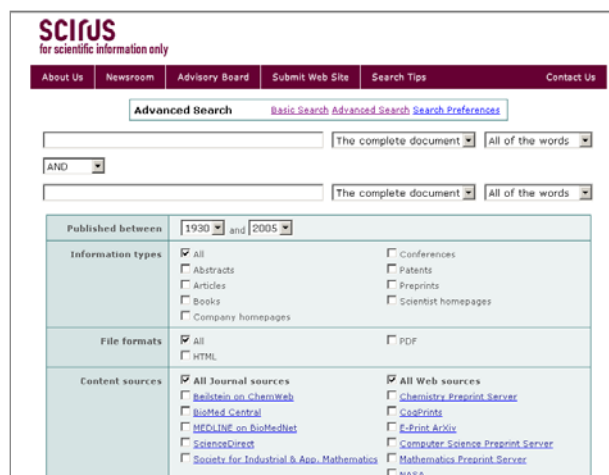 SCIRUS
for scientific information only
About Us Newsroom Advisory Board Submit Web Site Search Tips Contact Us
Advanced Search Basic Search Advanced Search Search Preferences
The complete document All of the words
AND
The complete document All of the words
Published between 1930 and 2005
Information types All Conferences
Abstracts Patents
Articles Preprints
Books Scientist homepages
Company homepages
File formats All PDF
HTML
Content sources All Journal sources All Web sources
Beilstein on ChemWeb Chemistry Preprint Server
BioMed Central CogPrints
MEDLINE on BioMedNet E-Print ArXiv
ScienceDirect Computer Science Preprint Server
Society for Industrial & App. Mathematics Mathematics Preprint Server
NASA